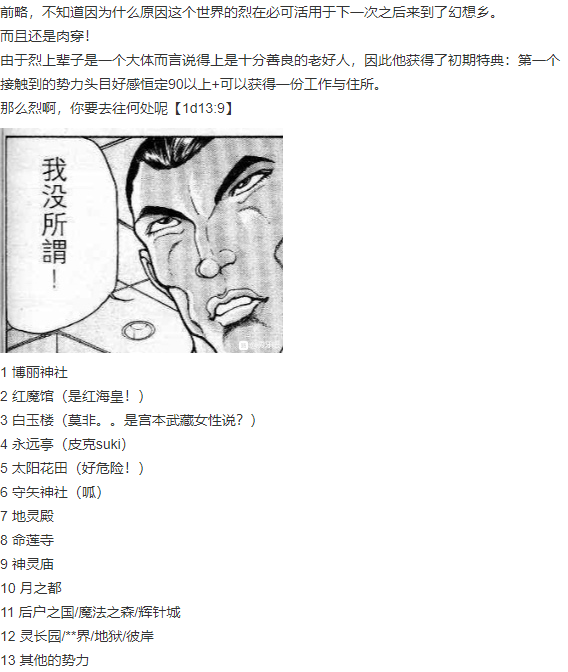 前略，不知道因为什么原因这个世界的烈在必可活用于下一次之后来到了幻想乡。
而且还是肉穿！
由于烈上辈子是一个大体而言说得上是十分善良的老好人，因此他获得了初期特典：第一个
接触到的势力头目好感恒定90以上+可以获得一份工作与住所。
那么烈啊，你要去往何处呢【1d13:9】
我没所謂！
1 博丽神社
2 红魔馆（是红海皇！）
3 白玉楼（莫非。。是宫本武藏女性说？）
4 永远亭（皮克suki）
5 太阳花田（好危险！）
6 守矢神社（呱）
7 地灵殿
8 命莲寺
9 神灵庙
10 月之都
11 后户之国/魔法之森/辉针城
12 灵长园/**界/地狱/彼岸
13 其他的势力